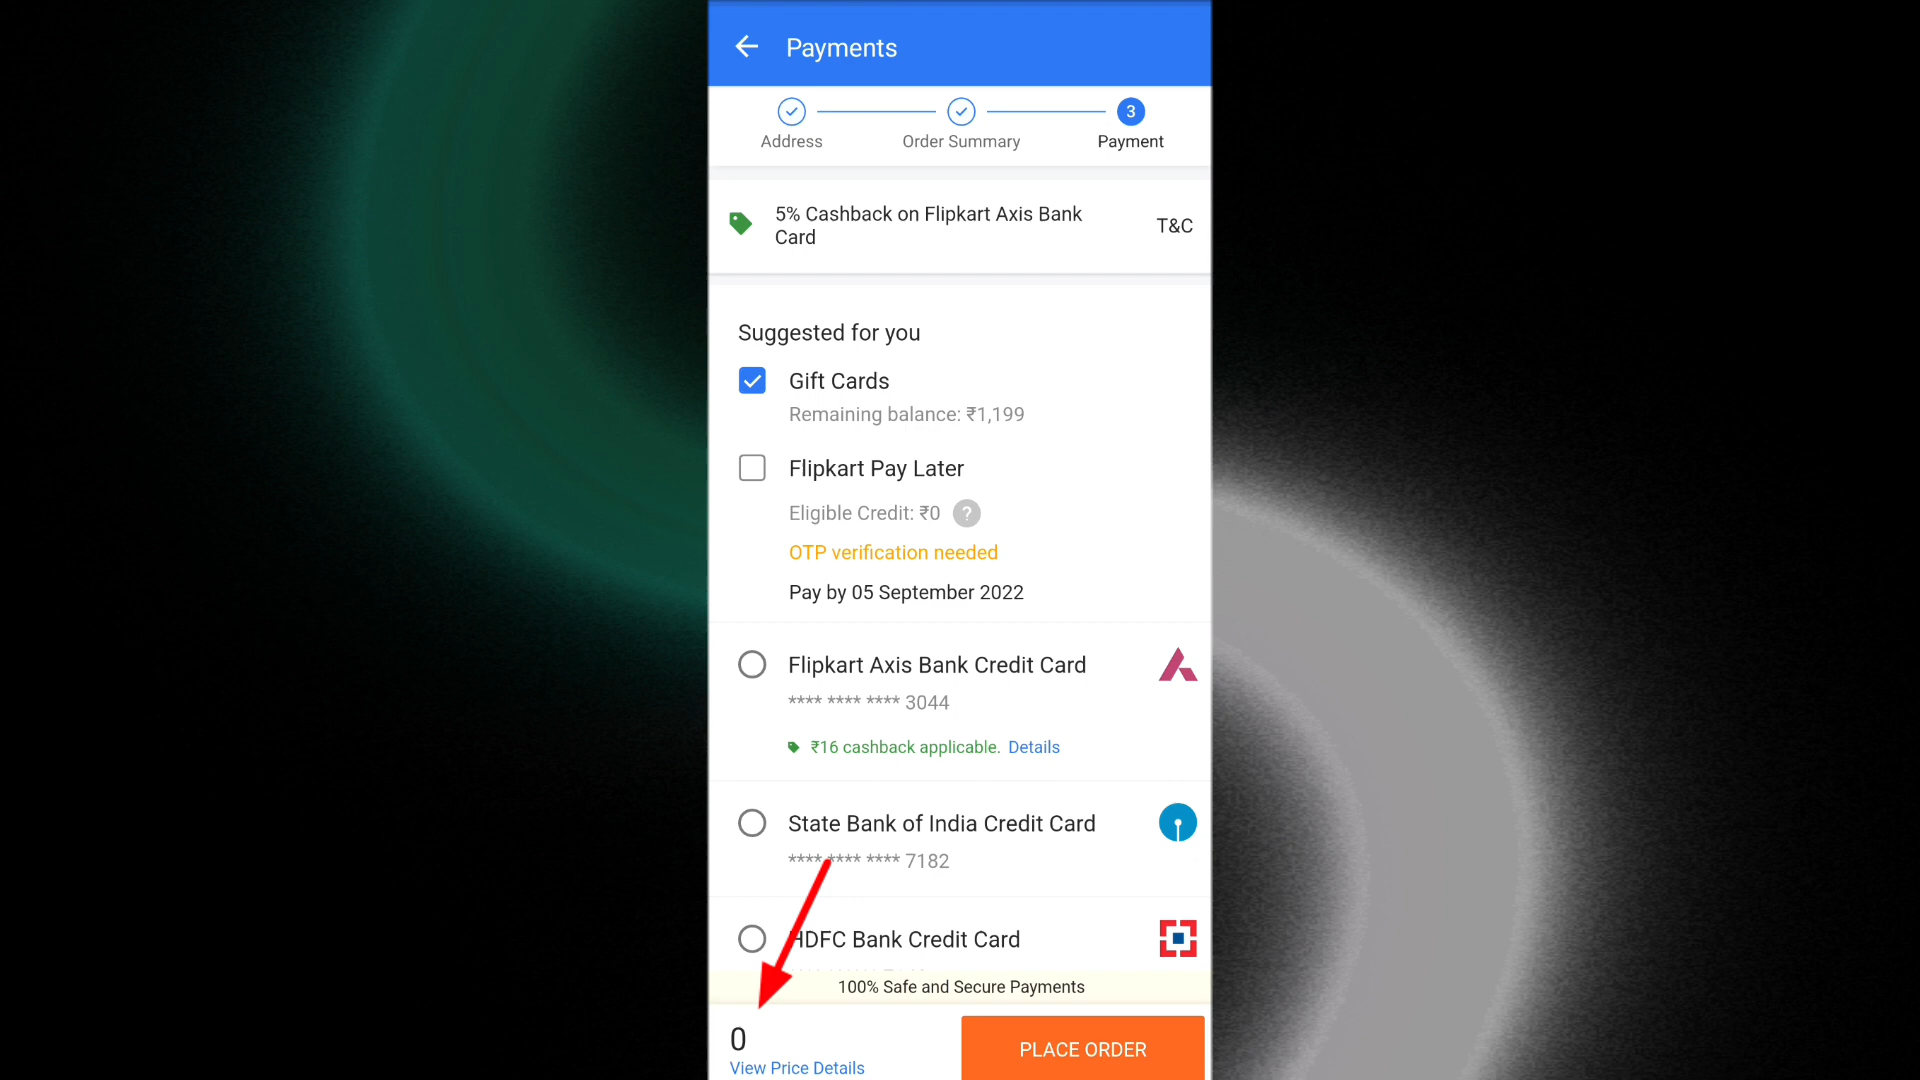 Payments
3
Address
Order Summary
Payment
5% Cashback on Flipkart Axis Bank
Card
T&C
Suggested for you
Gift Cards
Remaining balance: ₹1,199
Flipkart Pay Later
Eligible Credit: ₹0 ?
OTP verification needed
Pay by 05 September 2022
Flipkart Axis Bank Credit Card
**** **** **** 3044
₹16 cashback applicable. Details
State Bank of India Credit Card
**** **** **** 7182
HDFC Bank Credit Card
100% Safe and Secure Payments
0
View Price Details
PLACE ORDER